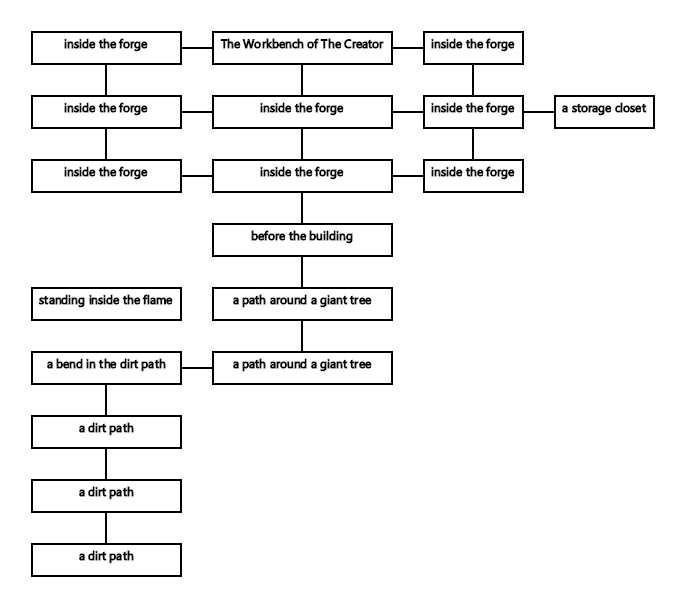 inside the forge
The Workbench of The Creator
inside the forge
inside the forge
inside the forge
inside the forge
a storage closet
inside the forge
inside the forge
inside the forge
before the building
standing inside the flame
a path around a giant tree
a bend in the dirt path
a path around a giant tree
a dirt path
a dirt path
a dirt path